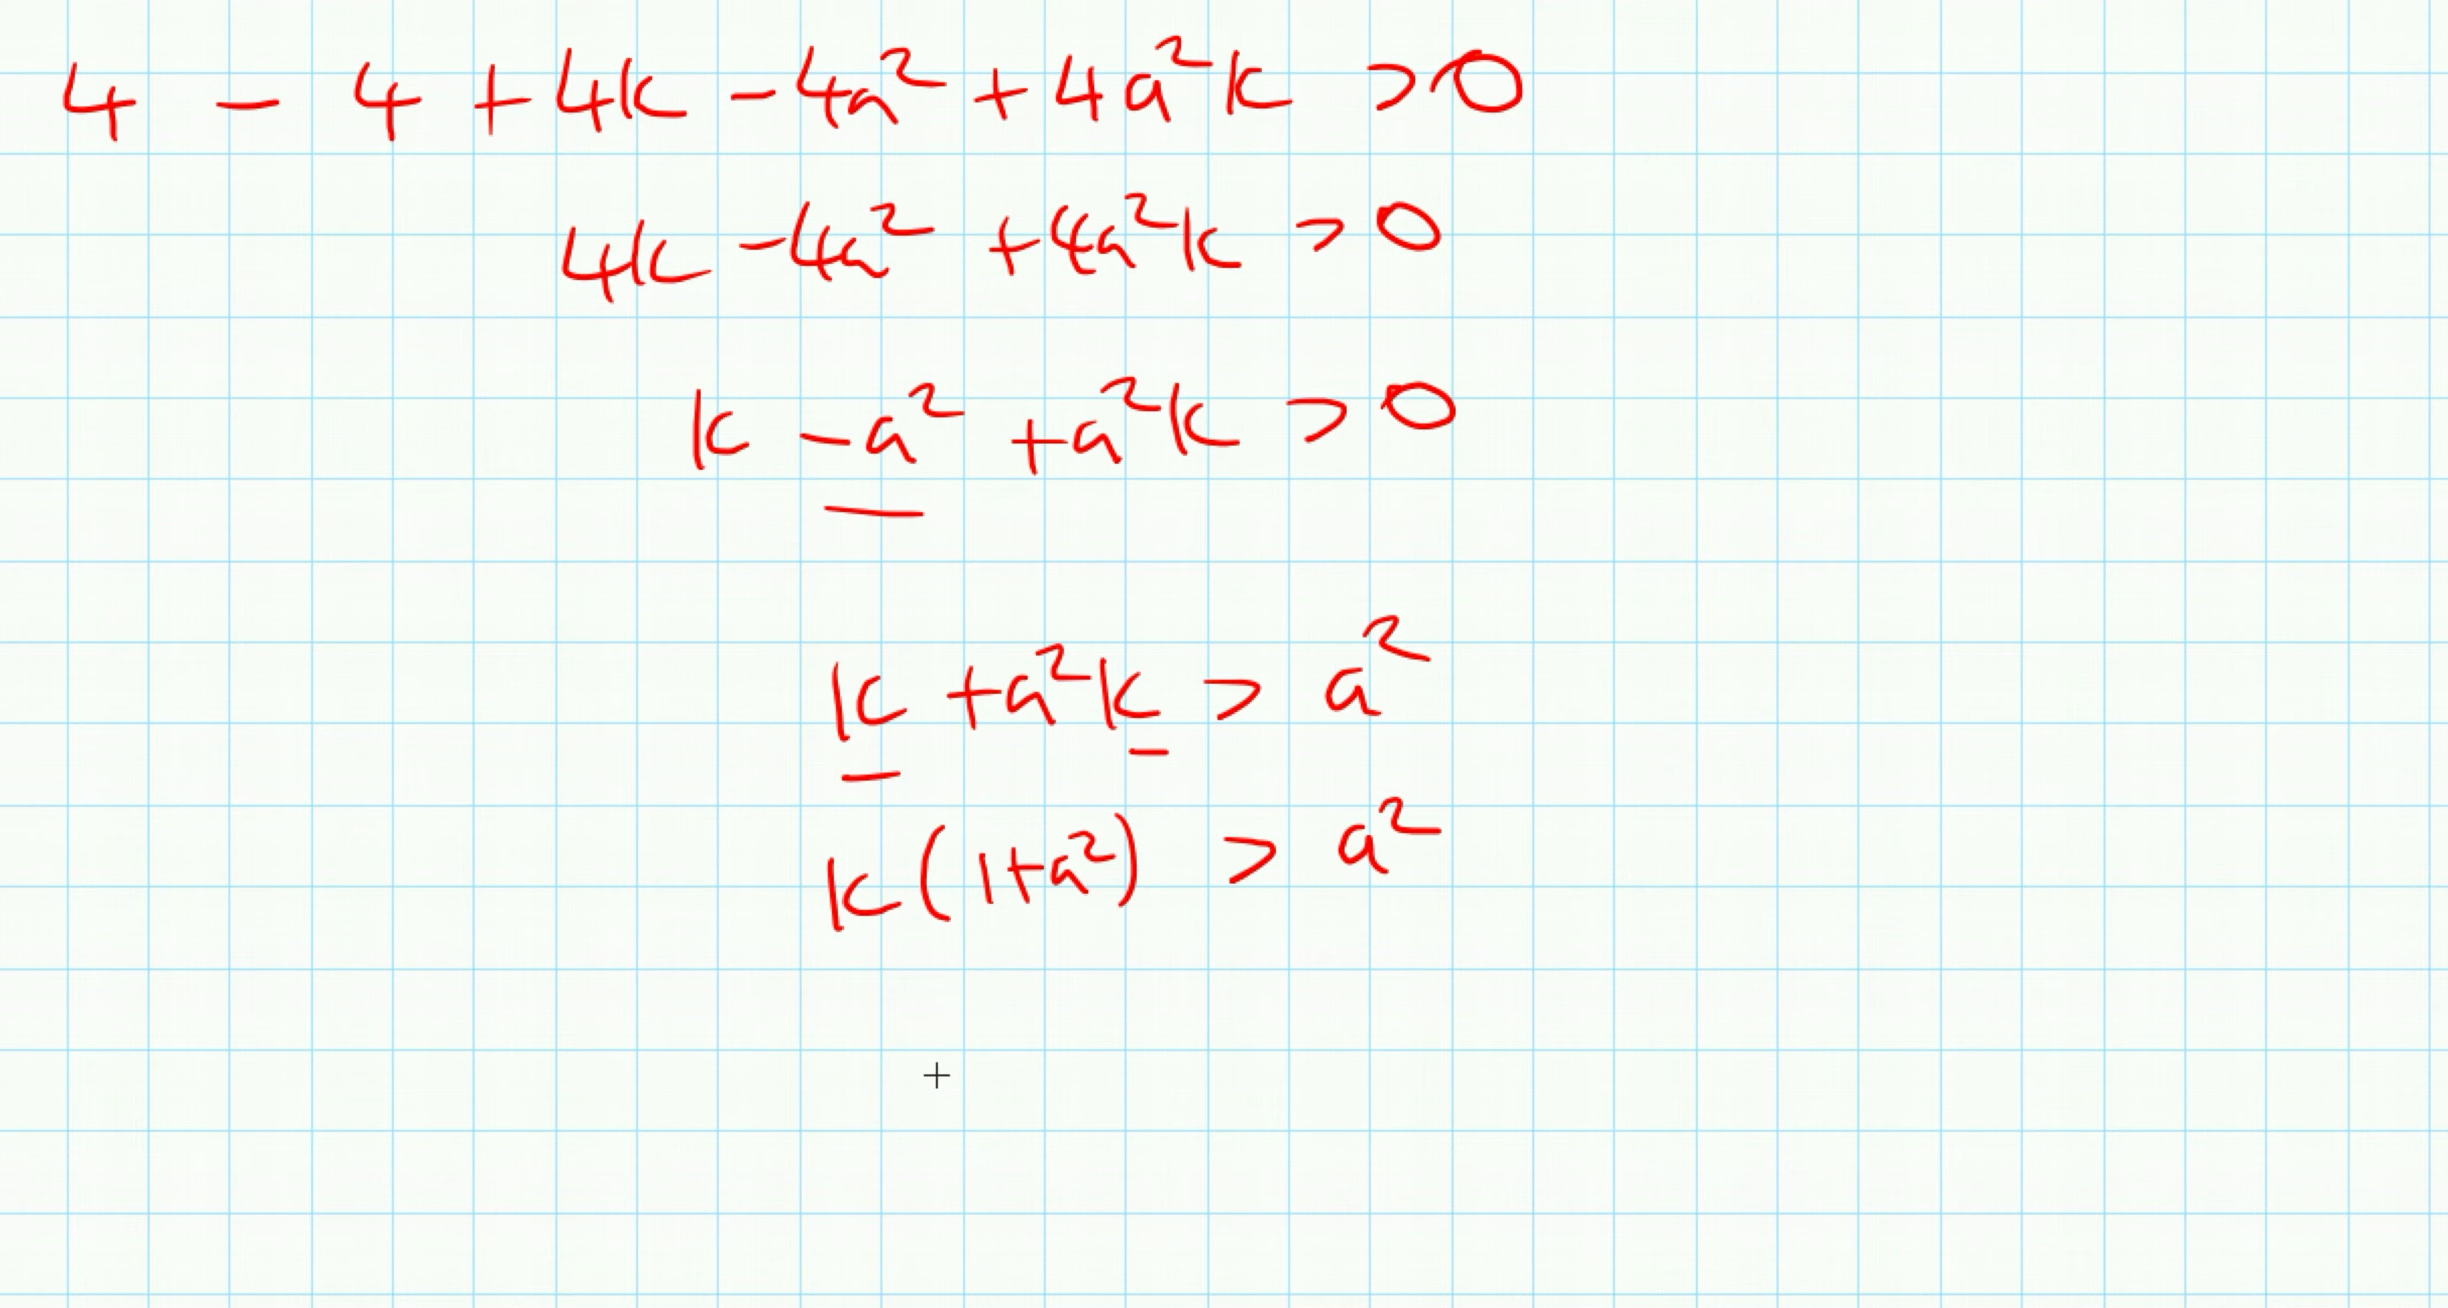 4 - 4 + 4k - 4a² + 4a²k > 0
4k - 4a² + 4a²k > 0
k - a² + a²k > 0
k + a²k > a²
k(1+a²) > a²